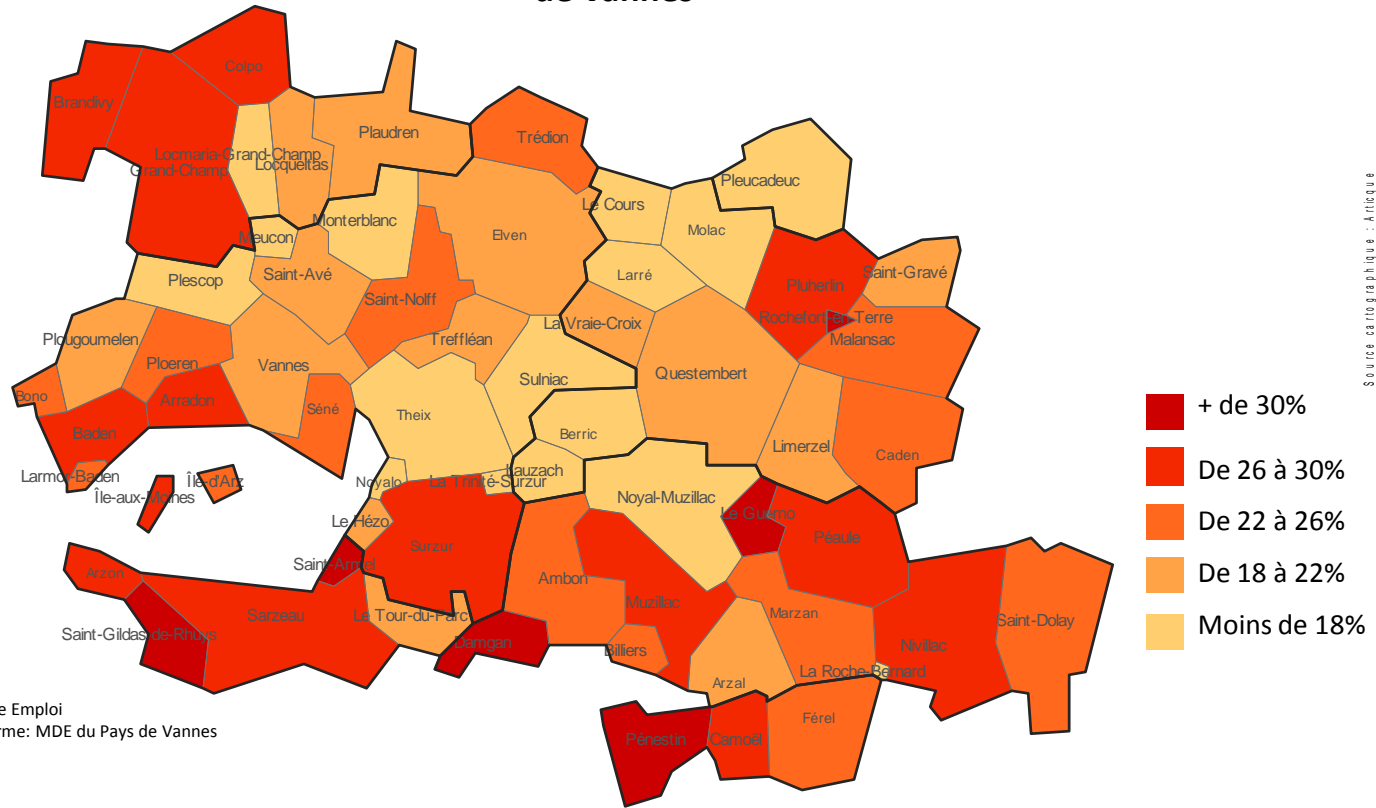 de Vannes
Colpo
Brandivy
Plaudren
Trédion
Locmaria-Grand-Champ
Locqueltas
Grand-Champ
Pleucadeuc
Le Cours
Monterblanc
Molac
Meucon
Elven
Saint-Avé
Larré
Saint-Gravé
Plescop
Pluherlin
Saint-Nolff
Rochefort-en-Terre
La Vraie-Croix
Plougoumelen
Treffléan
Malansac
Ploeren
Vannes
Questembert
Sulniac
Bono
Arradon
Séné
Theix
Baden
Berric
Limerzel
Caden
Larmor-Baden
Lauzach
Noyalo
La Trinité-Surzur
Île-d'Arz
Île-aux-Moines
Noyal-Muzillac
Le Guerno
Le Hézo
Péaule
Surzur
Saint-Armel
Arzon
Ambon
Muzillac
Sarzeau
Le Tour-du-Parc
Marzan
Saint-Dolay
Saint-Gildas-de-Rhuys
Damgan
Billiers
Nivillac
La Roche-Bernard
Arzal
Férel
Pénestin
Camoël
Source cartographique : Articque
+ de 30%
De 26 à 30%
De 22 à 26%
De 18 à 22%
Moins de 18%
e Emploi
rme: MDE du Pays de Vannes